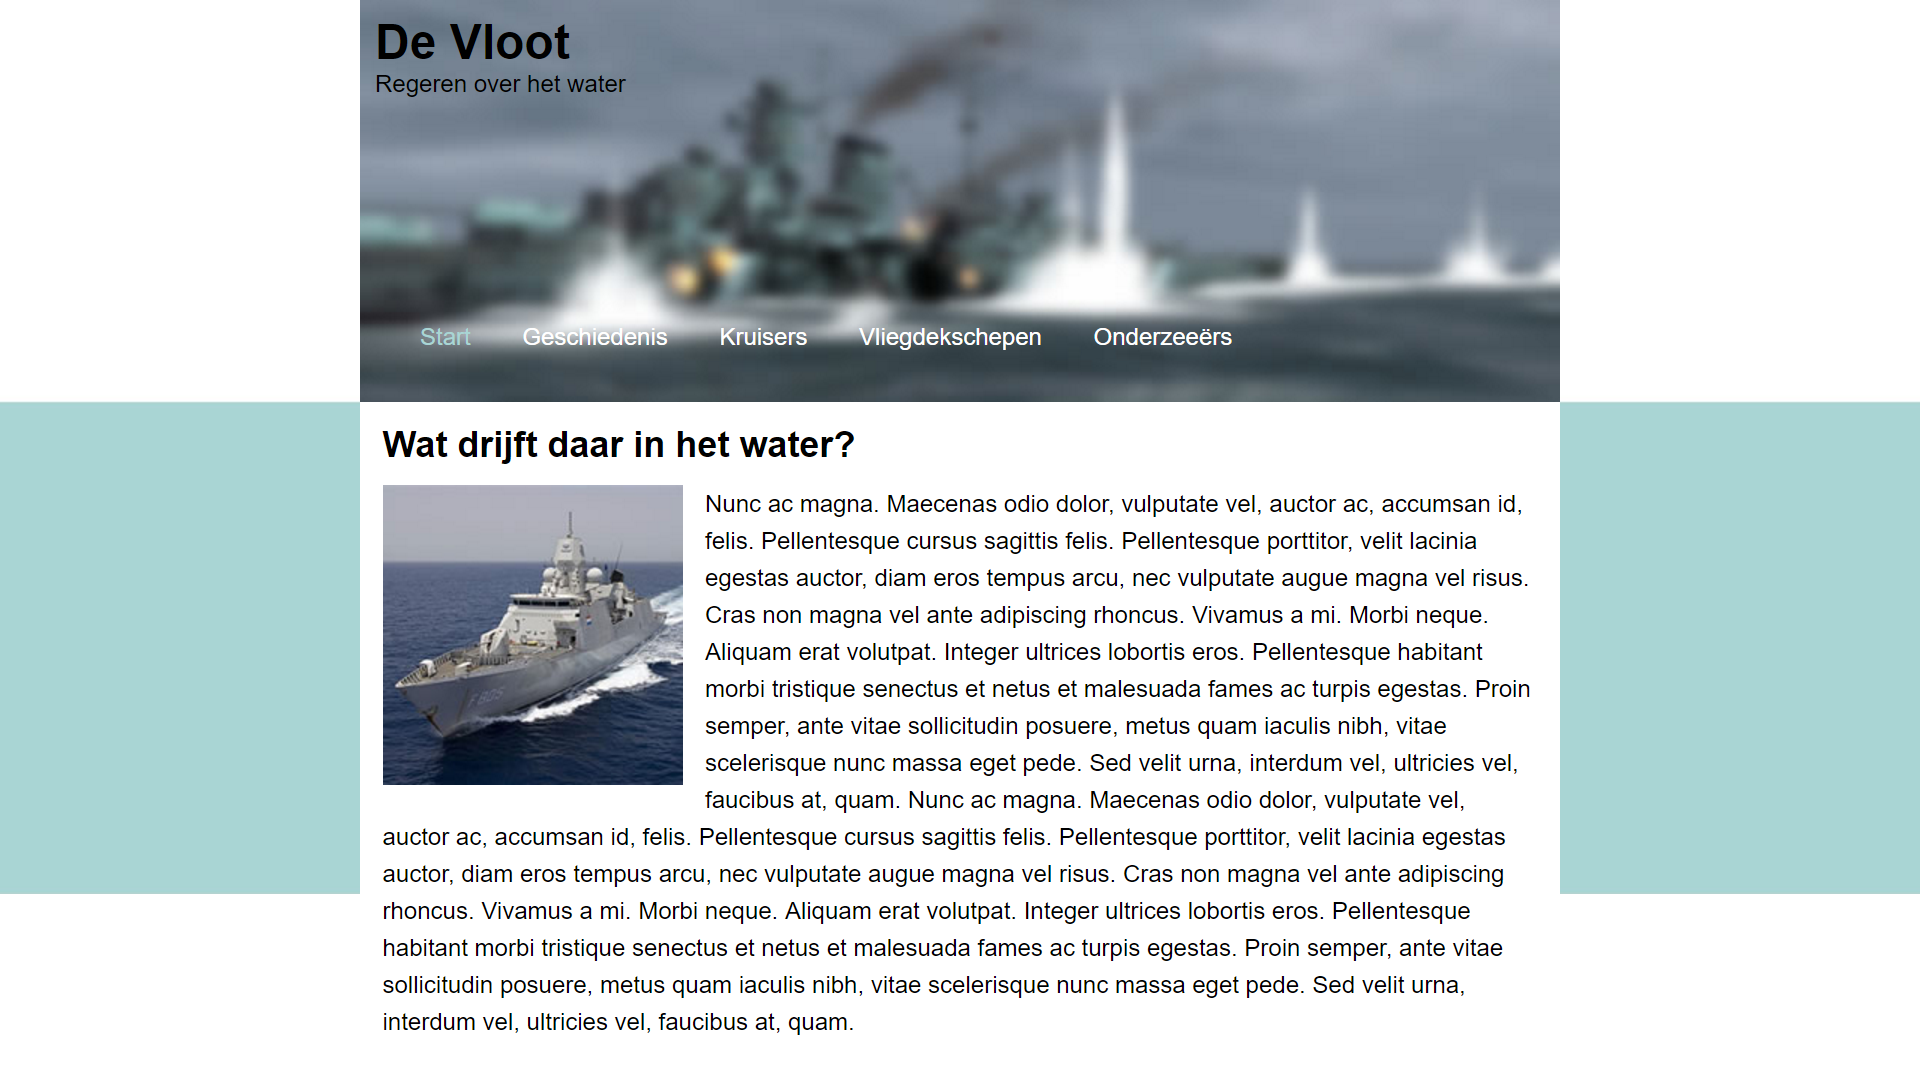 De Vloot
Regeren over het water
Start Geschiedenis Kruisers Vliegdekschepen Onderzeeërs
Wat drijft daar in het water?
Nunc ac magna. Maecenas odio dolor, vulputate vel, auctor ac, accumsan id,
felis. Pellentesque cursus sagittis felis. Pellentesque porttitor, velit lacinia
egestas auctor, diam eros tempus arcu, nec vulputate augue magna vel risus.
Cras non magna vel ante adipiscing rhoncus. Vivamus a mi. Morbi neque.
Aliquam erat volutpat. Integer ultrices lobortis eros. Pellentesque habitant
morbi tristique senectus et netus et malesuada fames ac turpis egestas. Proin
semper, ante vitae sollicitudin posuere, metus quam iaculis nibh, vitae
scelerisque nunc massa eget pede. Sed velit urna, interdum vel, ultricies vel,
faucibus at, quam. Nunc ac magna. Maecenas odio dolor, vulputate vel,
auctor ac, accumsan id, felis. Pellentesque cursus sagittis felis. Pellentesque porttitor, velit lacinia egestas
auctor, diam eros tempus arcu, nec vulputate augue magna vel risus. Cras non magna vel ante adipiscing
rhoncus. Vivamus a mi. Morbi neque. Aliquam erat volutpat. Integer ultrices lobortis eros. Pellentesque
habitant morbi tristique senectus et netus et malesuada fames ac turpis egestas. Proin semper, ante vitae
sollicitudin posuere, metus quam iaculis nibh, vitae scelerisque nunc massa eget pede. Sed velit urna,
interdum vel, ultricies vel, faucibus at, quam.
F 805